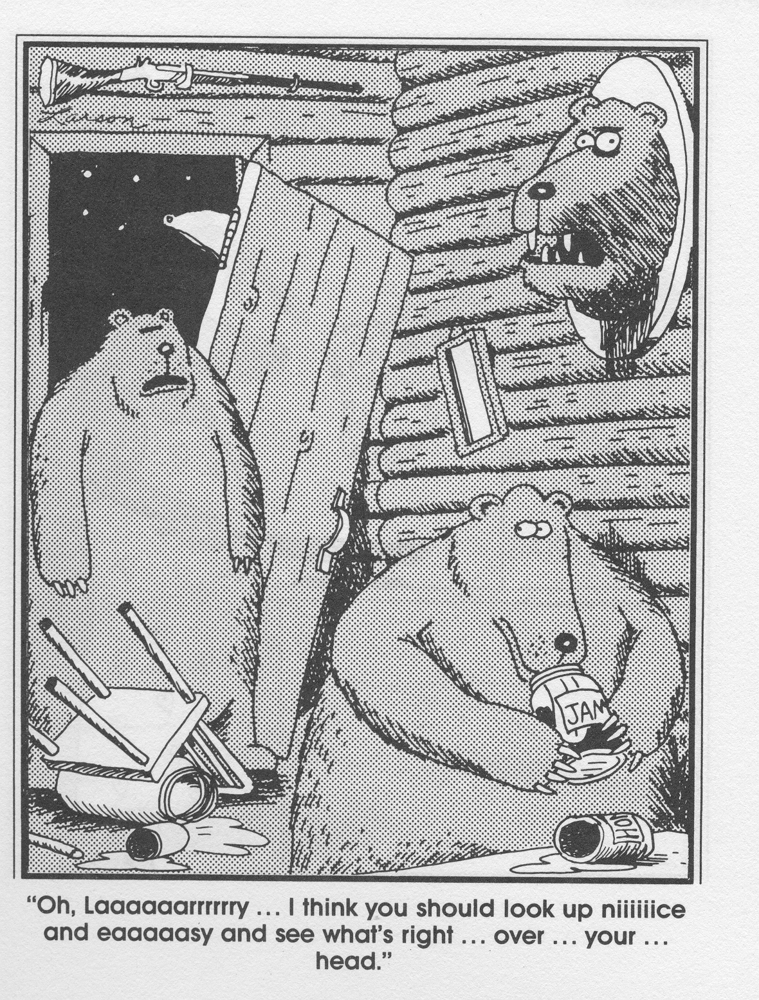 Larson
JAM
HON
“Oh, Laaaaaarrrrrry ... I think you should look up niiiiiice
and eaaaaasy and see what’s right ... over ... your ...
head.”